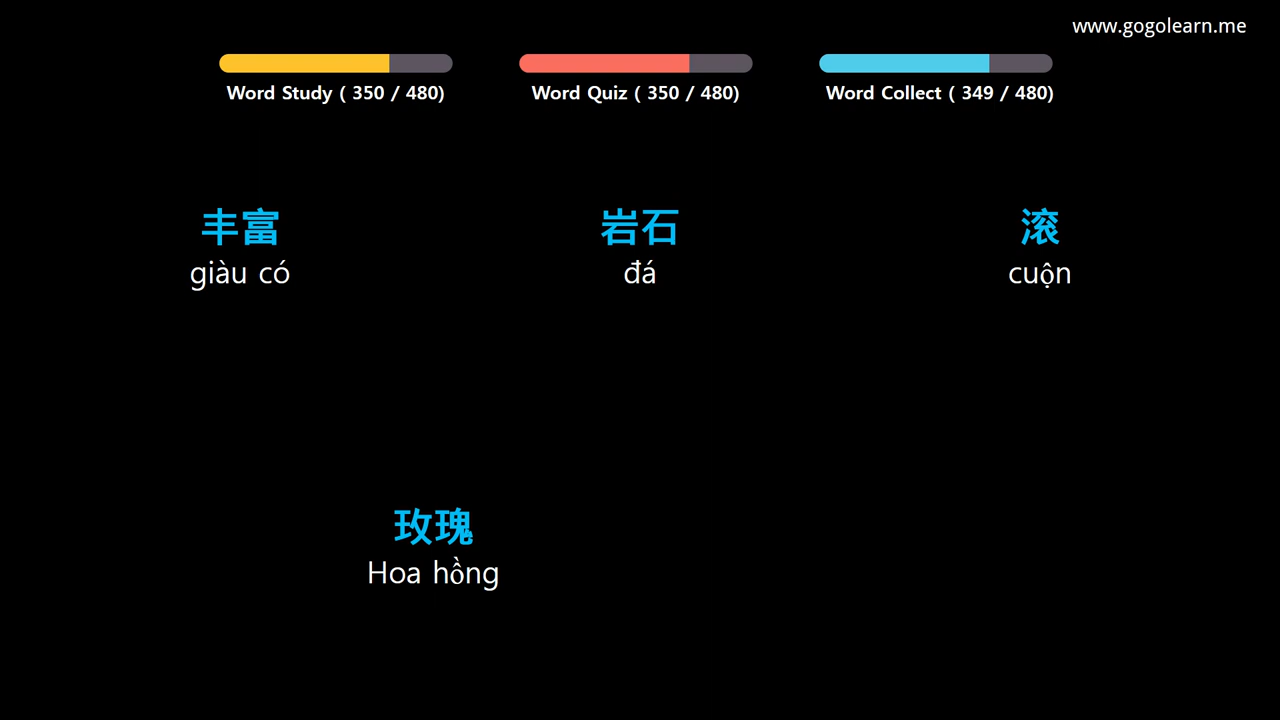 www.gogolearn.me
Word Study ( 350 / 480)
Word Quiz ( 350 / 480)
Word Collect ( 349 / 480)
丰富
giàu có
岩石
đá
滚
cuộn
玫瑰
Hoa hồng